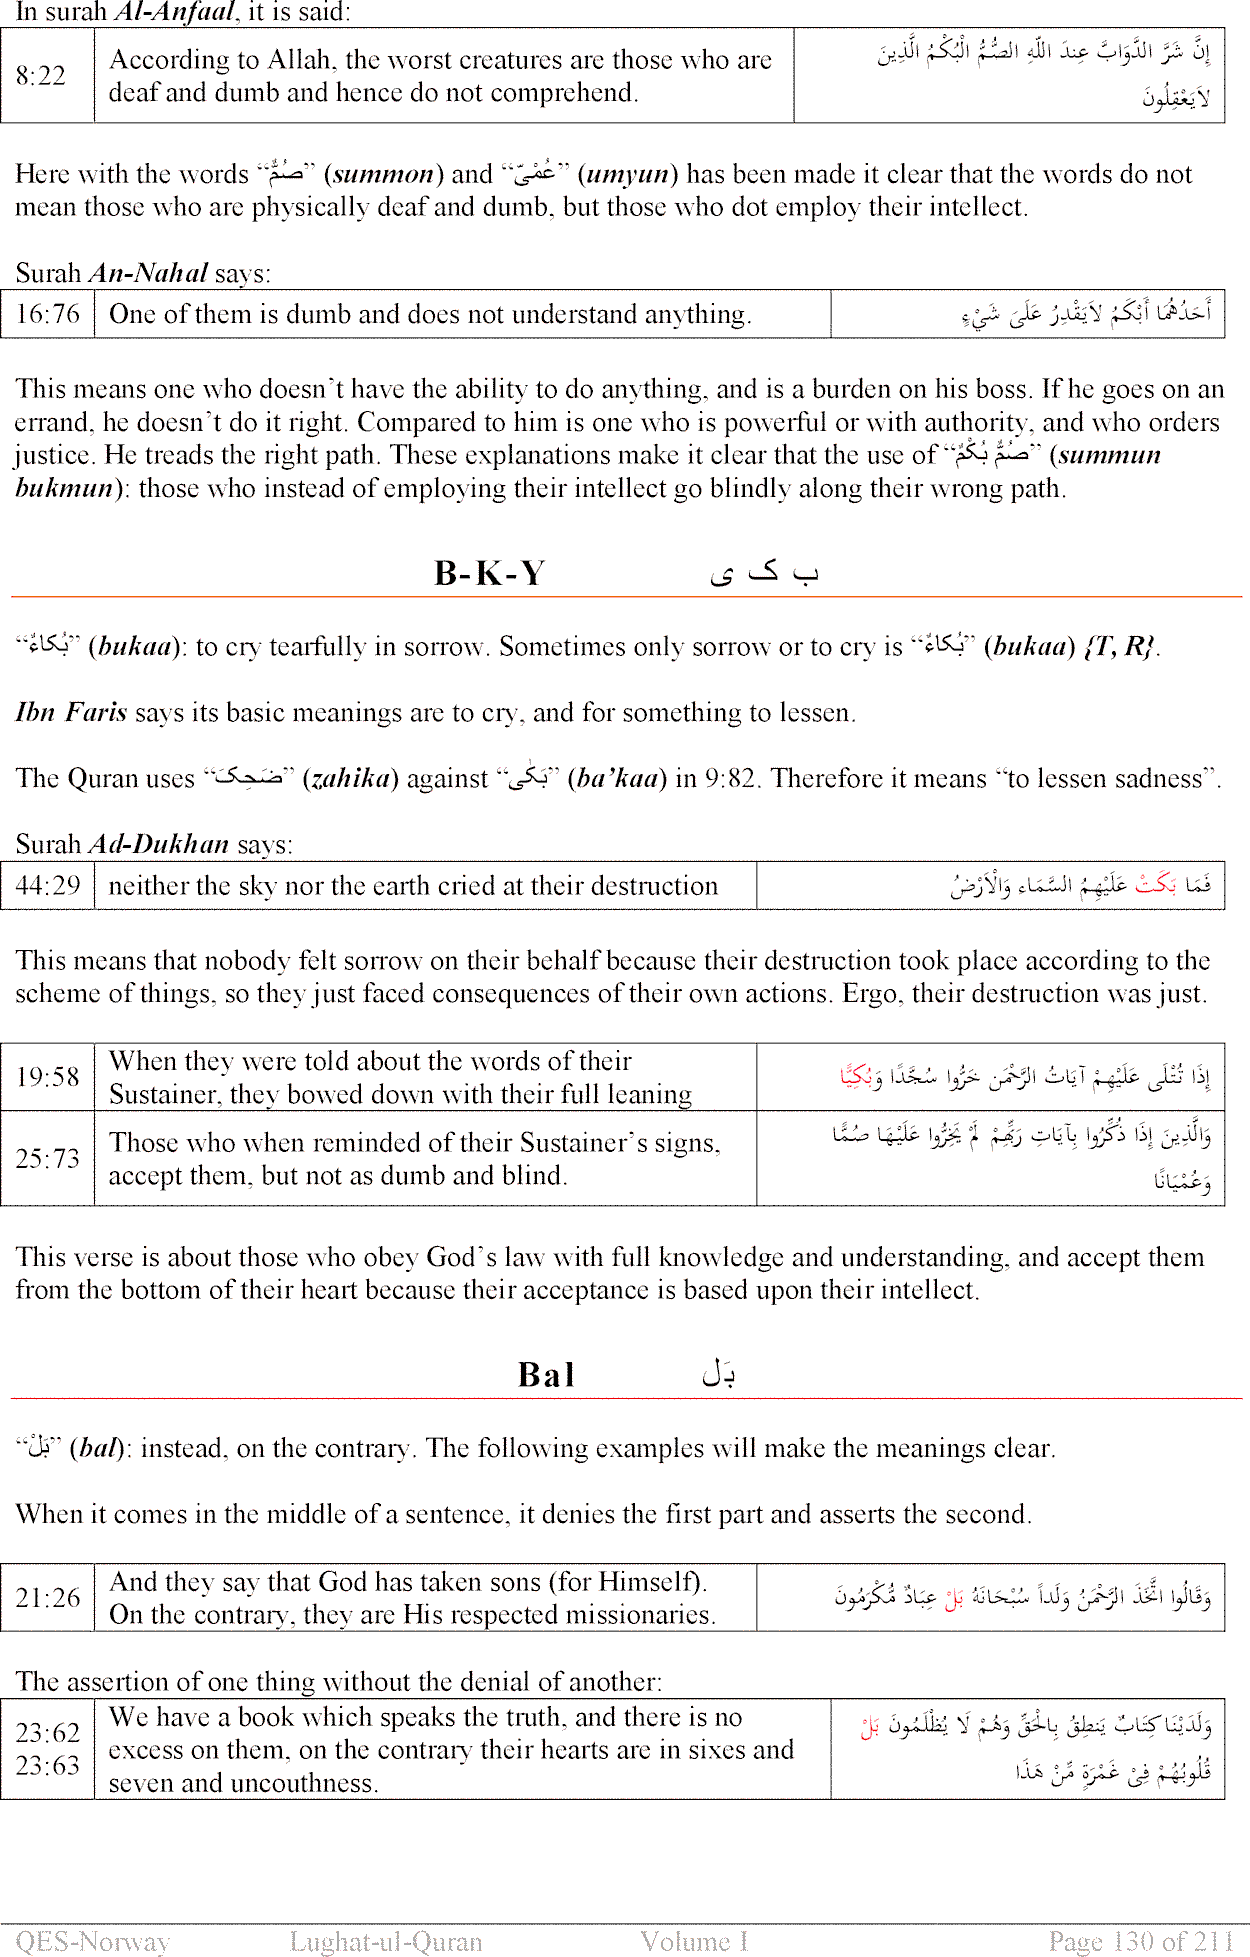 In surah Al-Anfaal, it is said:
8:22
According to Allah, the worst creatures are those who are
deaf and dumb and hence do not comprehend.
إِنَّ شَرَّ الدَّوَابَّ عِندَ اللّهِ الصُّمُّ الْبُكْمُ الَّذِينَ
لاَيَعْقِلُونَ
Here with the words “صُمٌّ” (summon) and “عُمْیٌ” (umyun) has been made it clear that the words do not
mean those who are physically deaf and dumb, but those who dot employ their intellect.
Surah An-Nahal says:
16:76
One of them is dumb and does not understand anything.
أَحَدُهُمَا أَبْكَمُ لاَيَقْدِرُ عَلَىَ شَيْءٍ
This means one who doesn’t have the ability to do anything, and is a burden on his boss. If he goes on an
errand, he doesn’t do it right. Compared to him is one who is powerful or with authority, and who orders
justice. He treads the right path. These explanations make it clear that the use of “صُمٌّ بُكْمٌ” (summun
bukmun): those who instead of employing their intellect go blindly along their wrong path.
B-K-Y ب ک ی
“بُکاءٌ” (bukaa): to cry tearfully in sorrow. Sometimes only sorrow or to cry is “بُکاءٌ” (bukaa) {T, R}.
Ibn Faris says its basic meanings are to cry, and for something to lessen.
The Quran uses “ضَحِکَ” (zahika) against “بَکٰی” (ba’kaa) in 9:82. Therefore it means “to lessen sadness”.
Surah Ad-Dukhan says:
44:29
neither the sky nor the earth cried at their destruction
فَمَا بَكَتْ عَلَيْهِمُ السَّمَاء وَالْأَرْضُ
This means that nobody felt sorrow on their behalf because their destruction took place according to the
scheme of things, so they just faced consequences of their own actions. Ergo, their destruction was just.
19:58
When they were told about the words of their
Sustainer, they bowed down with their full leaning
إِذَا تُتْلَى عَلَيْهِمْ آيَاتُ الرَّحْمَن خَرُّوا سُجَّدًا وَبُكِيًّا
25:73
Those who when reminded of their Sustainer’s signs,
accept them, but not as dumb and blind.
وَالَّذِينَ إِذَا ذُكِّرُوا بِآيَاتِ رَبِّهِمْ لَمْ يَخِرُّوا عَلَيْهَا صُمًّا
وَعُمْيَانًا
This verse is about those who obey God’s law with full knowledge and understanding, and accept them
from the bottom of their heart because their acceptance is based upon their intellect.
Bal بَل
“بَلْ” (bal): instead, on the contrary. The following examples will make the meanings clear.
When it comes in the middle of a sentence, it denies the first part and asserts the second.
21:26
And they say that God has taken sons (for Himself).
On the contrary, they are His respected missionaries.
وَقَالُوا اتَّخَذَ الرَّحْمَنُ وَلَداً سُبْحَانَهُ بَلْ عِبَادٌ مُّكْرَمُونَ
The assertion of one thing without the denial of another:
23:62
23:63
We have a book which speaks the truth, and there is no
excess on them, on the contrary their hearts are in sixes and
seven and uncouthness.
وَلَدَيْنَا كِتَابٌ يَنطِقُ بِالْحَقِّ وَهُمْ لَا يُظْلَمُونَ بَلْ
قُلُوبُهُمْ فِىْ غَمْرَةٍ مِّنْ هَذَا
QES-Norway Lughat-ul-Quran Volume I Page 130 of 211